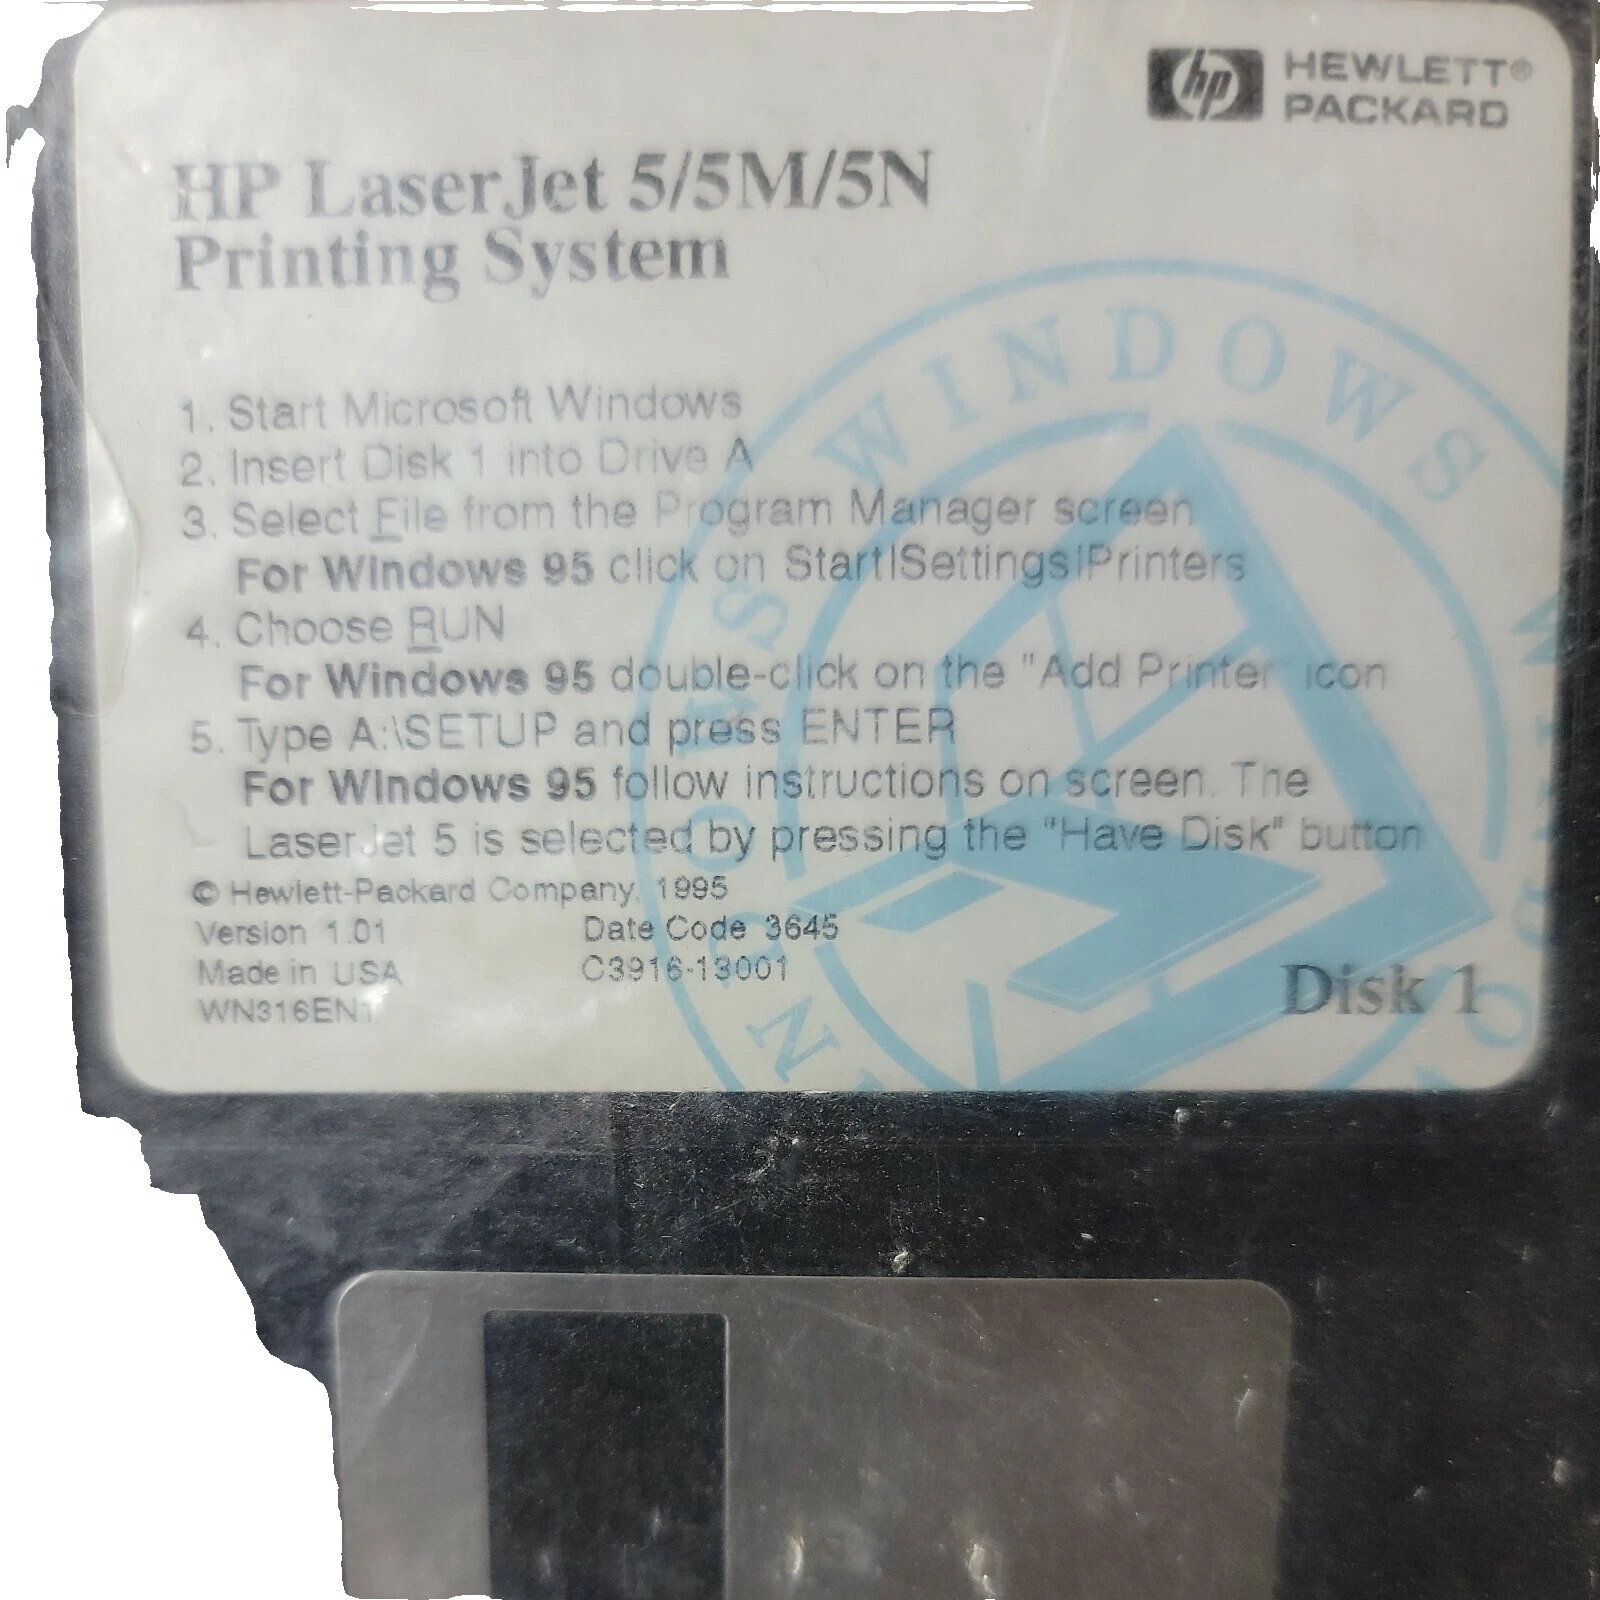 hp HEWLETT®
PACKARD
HP LaserJet 5/5M/5N
Printing System
WINDOWS WINDOWS WINDOWS
1. Start Microsoft Windows
2. Insert Disk 1 into Drive A
3. Select File from the Program Manager screen
For Windows 95 click on Start|Settings|Printers
4. Choose RUN
For Windows 95 double-click on the "Add Printer" icon
5. Type A:\SETUP and press ENTER
For Windows 95 follow instructions on screen. The
LaserJet 5 is selected by pressing the "Have Disk" button
© Hewlett-Packard Company, 1995
Version 1.01 Date Code 3645
Made in USA C3916-13001
WN316EN1
Disk 1